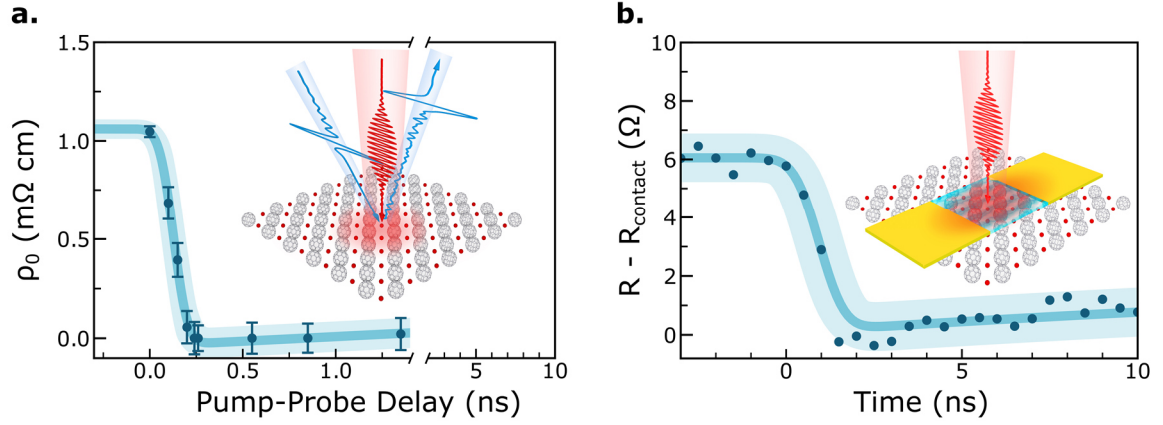 a.
1.5
1.0
0.5
0.0
ρ₀ (mΩ cm)
0.0 0.5 1.0 5 10
Pump-Probe Delay (ns)
b.
10
8
6
4
2
0
R - R_contact (Ω)
0 5 10
Time (ns)